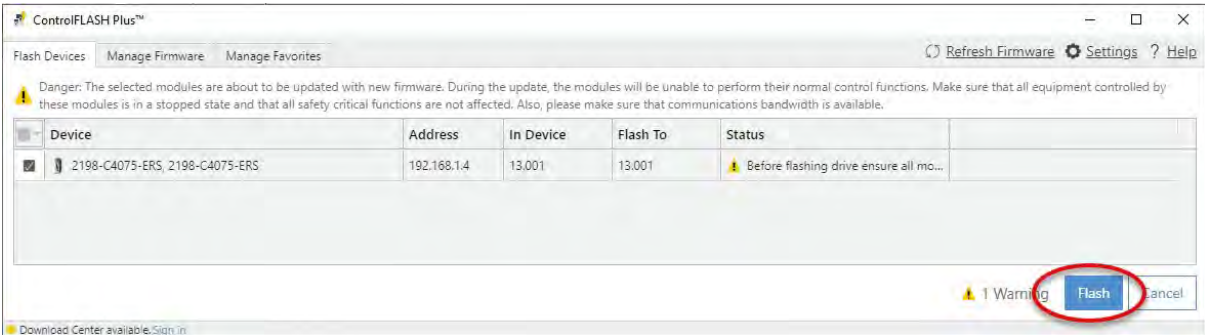 ControlFLASH Plus™
Flash Devices Manage Firmware Manage Favorites Refresh Firmware Settings ? Help
Danger: The selected modules are about to be updated with new firmware. During the update, the modules will be unable to perform their normal control functions. Make sure that all equipment controlled by
these modules is in a stopped state and that all safety critical functions are not affected. Also, please make sure that communications bandwidth is available.
Device Address In Device Flash To Status
2198-C4075-ERS, 2198-C4075-ERS 192.168.1.4 13.001 13.001 Before flashing drive ensure all mo...
1 Warning Flash Cancel
Download Center available. Sign in